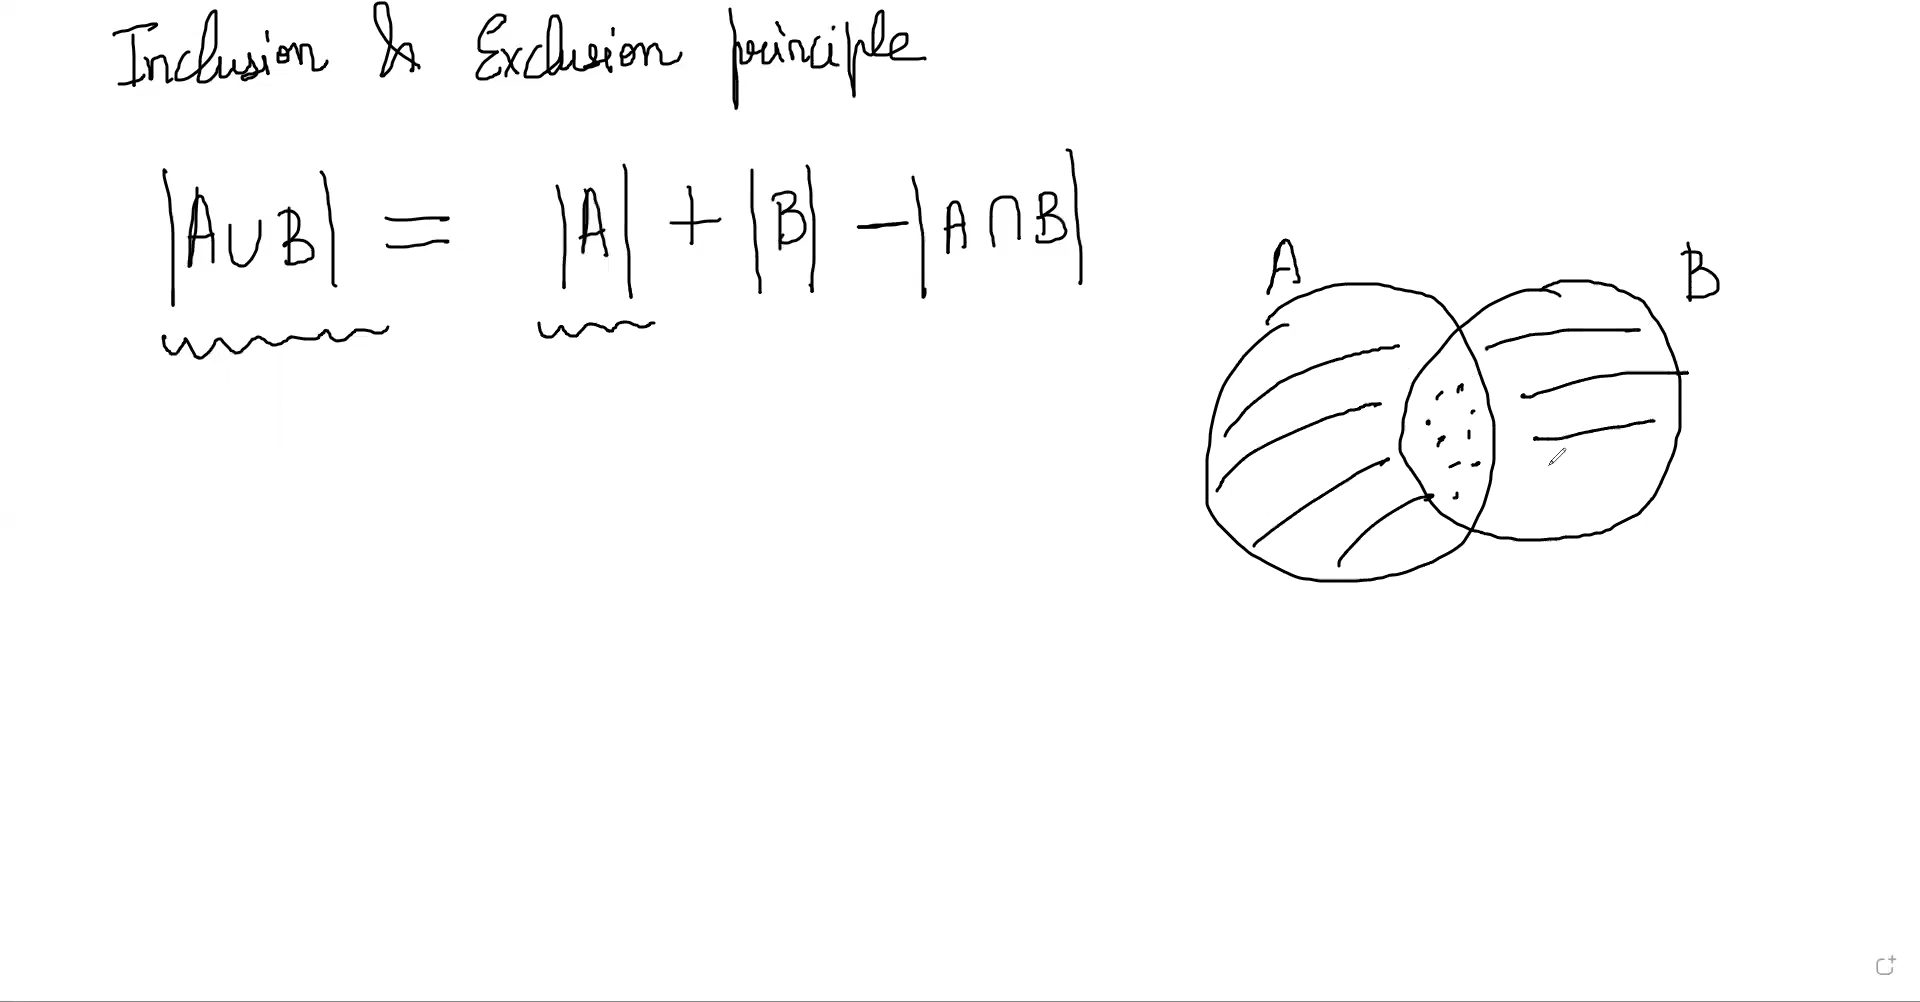 Inclusion & Exclusion principle
|A∪B| = |A| + |B| - |A∩B|
A
B